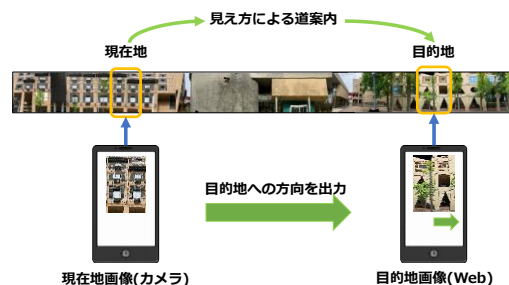 見え方による道案内
現在地
目的地
目的地への方向を出力
現在地画像(カメラ)
目的地画像(Web)